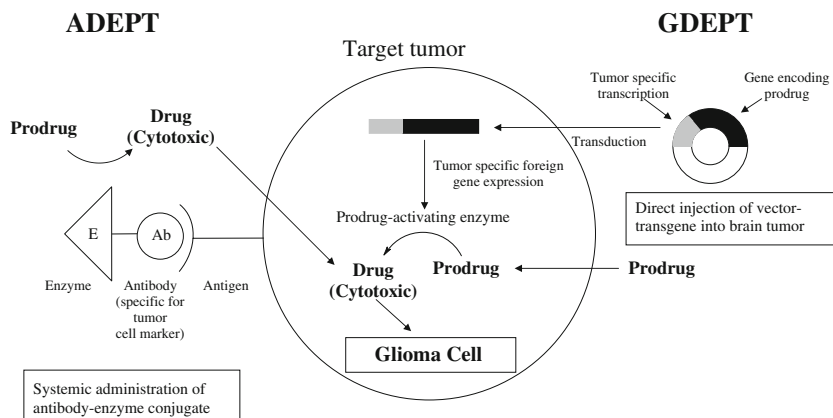 ADEPT
GDEPT
Target tumor
Tumor specific
transcription
Gene encoding
prodrug
Prodrug
Drug
(Cytotoxic)
Transduction
Tumor specific foreign
gene expression
Direct injection of vector-
transgene into brain tumor
Prodrug-activating enzyme
E
Ab
Enzyme
Antibody
(specific for
tumor
cell marker)
Antigen
Drug
(Cytotoxic)
Prodrug
Prodrug
Glioma Cell
Systemic administration of
antibody-enzyme conjugate